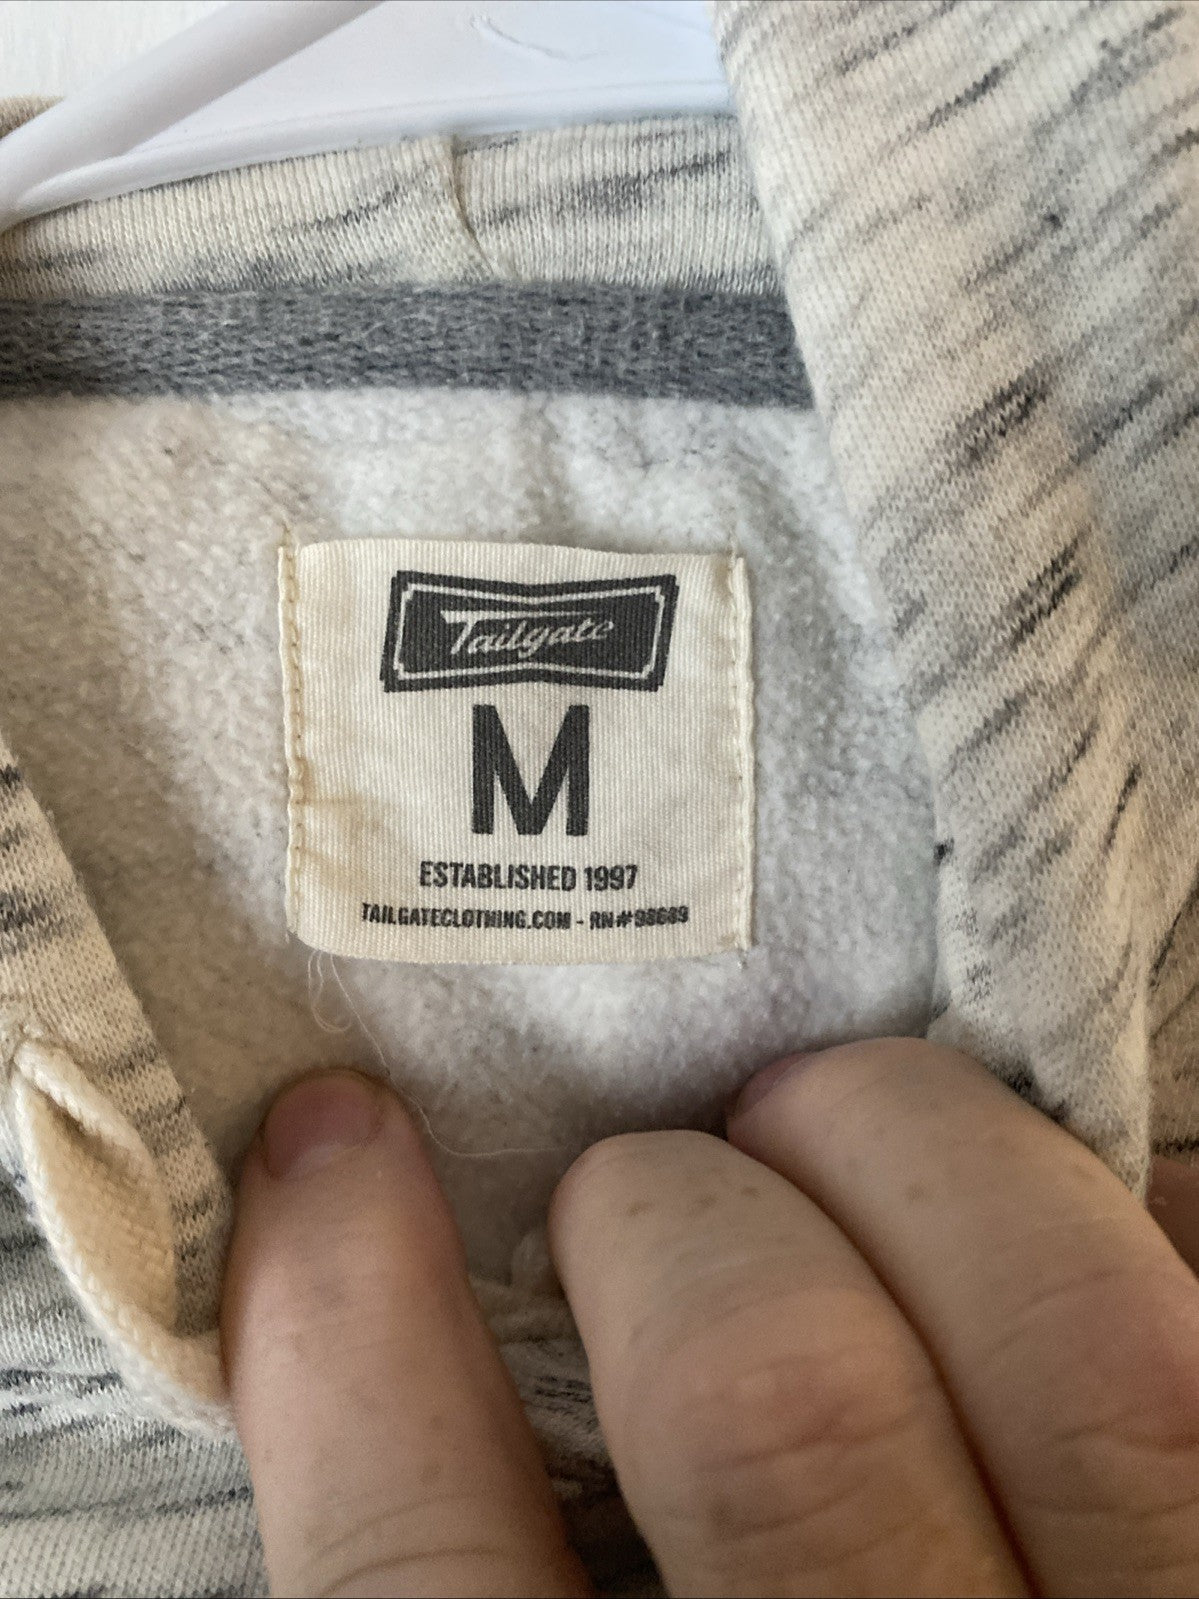 Tailgate
M
ESTABLISHED 1997
TAILGATECLOTHING.COM - RN#98689